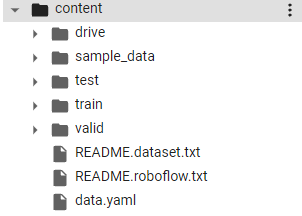 content
drive
sample_data
test
train
valid
README.dataset.txt
README.roboflow.txt
data.yaml